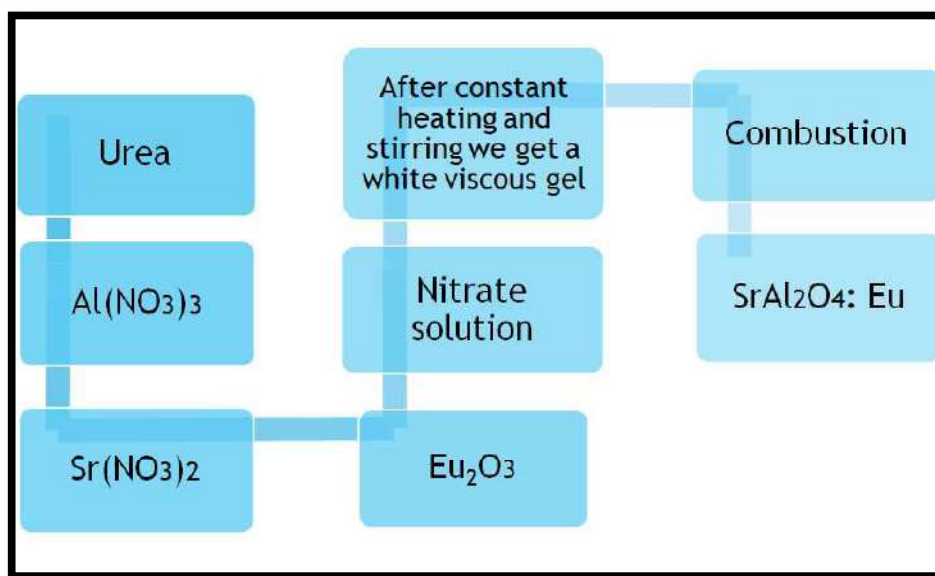 Urea
Al(NO3)3
Sr(NO3)2
Eu₂O3
Nitrate
solution
After constant
heating and
stirring we get a
white viscous gel
Combustion
SrAl2O4: Eu